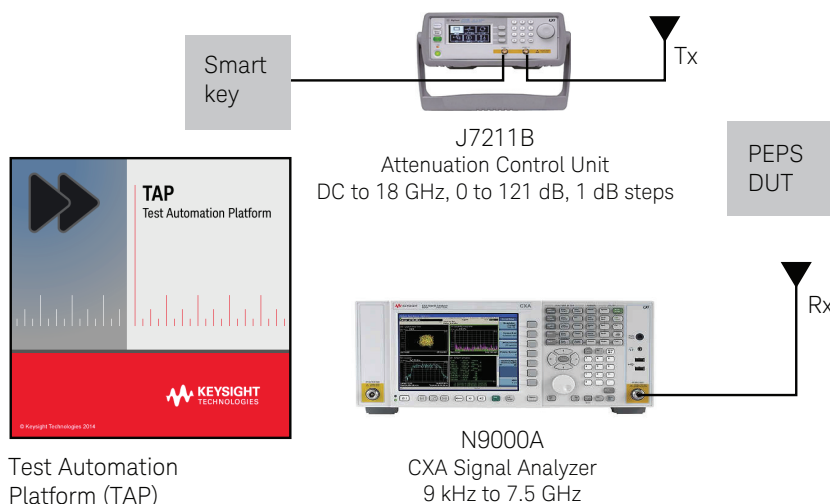 Smart
key
Tx
J7211B
Attenuation Control Unit
DC to 18 GHz, 0 to 121 dB, 1 dB steps
PEPS
DUT
TAP
Test Automation Platform
KEYSIGHT
TECHNOLOGIES
© Keysight Technologies 2014
Rx
CXA
N9000A
CXA Signal Analyzer
9 kHz to 7.5 GHz
Test Automation
Platform (TAP)